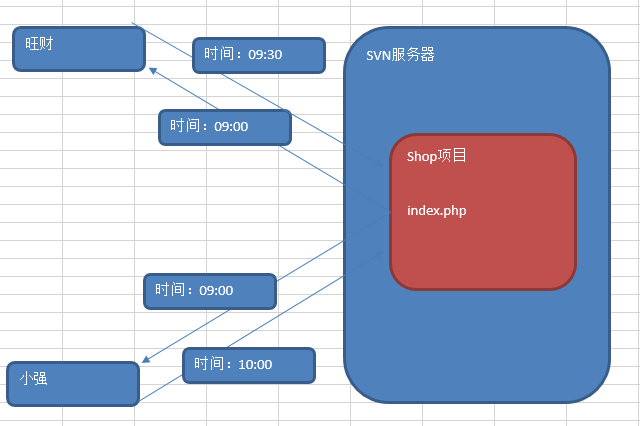 旺财
时间：09:30
SVN服务器
时间：09:00
Shop项目
index.php
时间：09:00
时间：10:00
小强